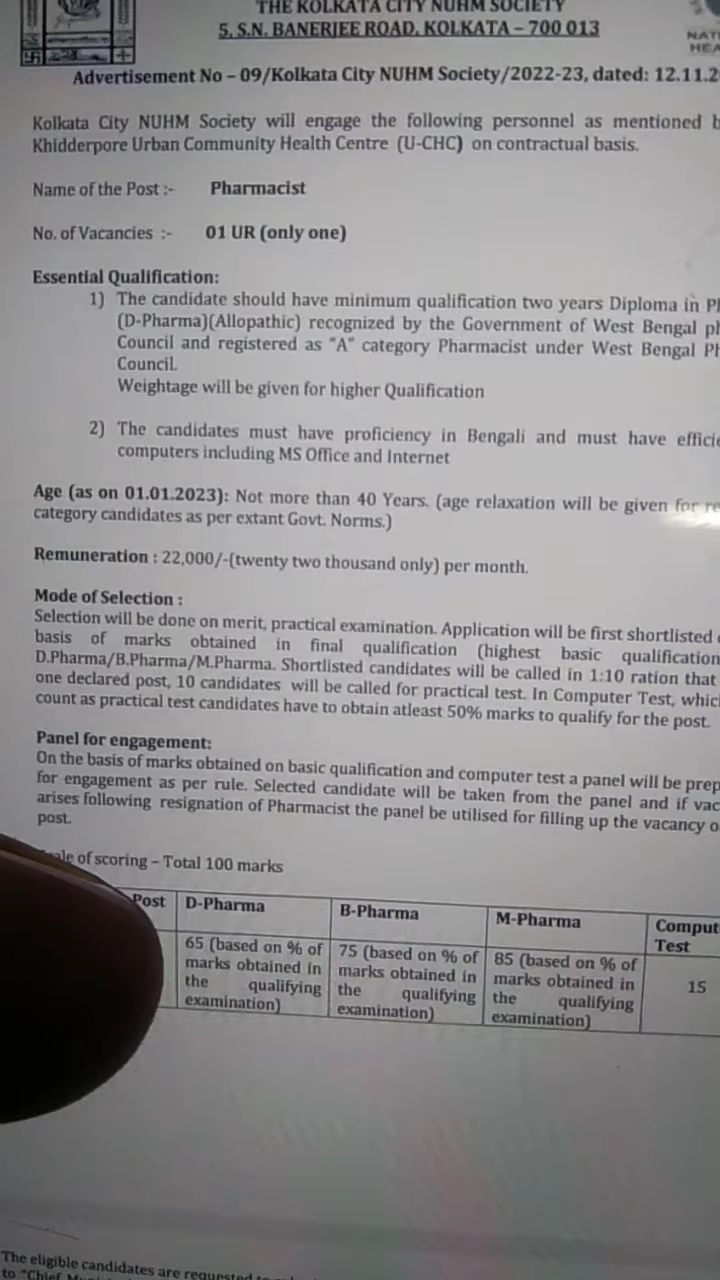 THE KOLKATA CITY NUHM SOCIETY
5, S.N. BANERJEE ROAD, KOLKATA – 700 013
Advertisement No – 09/Kolkata City NUHM Society/2022-23, dated: 12.11.2
Kolkata City NUHM Society will engage the following personnel as mentioned
Khidderpore Urban Community Health Centre (U-CHC) on contractual basis.
Name of the Post :- Pharmacist
No. of Vacancies :- 01 UR (only one)
Essential Qualification:
1) The candidate should have minimum qualification two years Diploma in
(D-Pharma)(Allopathic) recognized by the Government of West Bengal
Council and registered as "A" category Pharmacist under West Bengal
Council.
Weightage will be given for higher Qualification
2) The candidates must have proficiency in Bengali and must have
computers including MS Office and Internet
Age (as on 01.01.2023): Not more than 40 Years. (age relaxation will be given for
category candidates as per extant Govt. Norms.)
Remuneration : 22,000/-(twenty two thousand only) per month.
Mode of Selection :
Selection will be done on merit, practical examination. Application will be first shortlisted
basis of marks obtained in final qualification (highest basic qualification
D.Pharma/B.Pharma/M.Pharma. Shortlisted candidates will be called in 1:10 ration that
one declared post, 10 candidates will be called for practical test. In Computer Test,
count as practical test candidates have to obtain atleast 50% marks to qualify for the post.
Panel for engagement:
On the basis of marks obtained on basic qualification and computer test a panel will be
for engagement as per rule. Selected candidate will be taken from the panel and if
arises following resignation of Pharmacist the panel be utilised for filling up the vacancy
post.
of scoring – Total 100 marks
Post D-Pharma B-Pharma M-Pharma
Test
65 (based on % of marks obtained in the qualifying examination)
75 (based on % of marks obtained in the qualifying examination)
85 (based on % of marks obtained in the qualifying examination)
15
The eligible candidates are requested
to "Chief